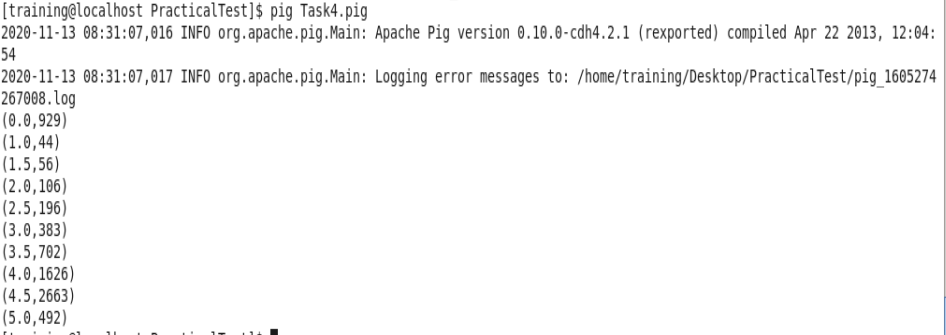 [training@localhost PracticalTest]$ pig Task4.pig
2020-11-13 08:31:07,016 INFO org.apache.pig.Main: Apache Pig version 0.10.0-cdh4.2.1 (rexported) compiled Apr 22 2013, 12:04:
54
2020-11-13 08:31:07,017 INFO org.apache.pig.Main: Logging error messages to: /home/training/Desktop/PracticalTest/pig_1605274
267008.log
(0.0,929)
(1.0,44)
(1.5,56)
(2.0,106)
(2.5,196)
(3.0,383)
(3.5,702)
(4.0,1626)
(4.5,2663)
(5.0,492)